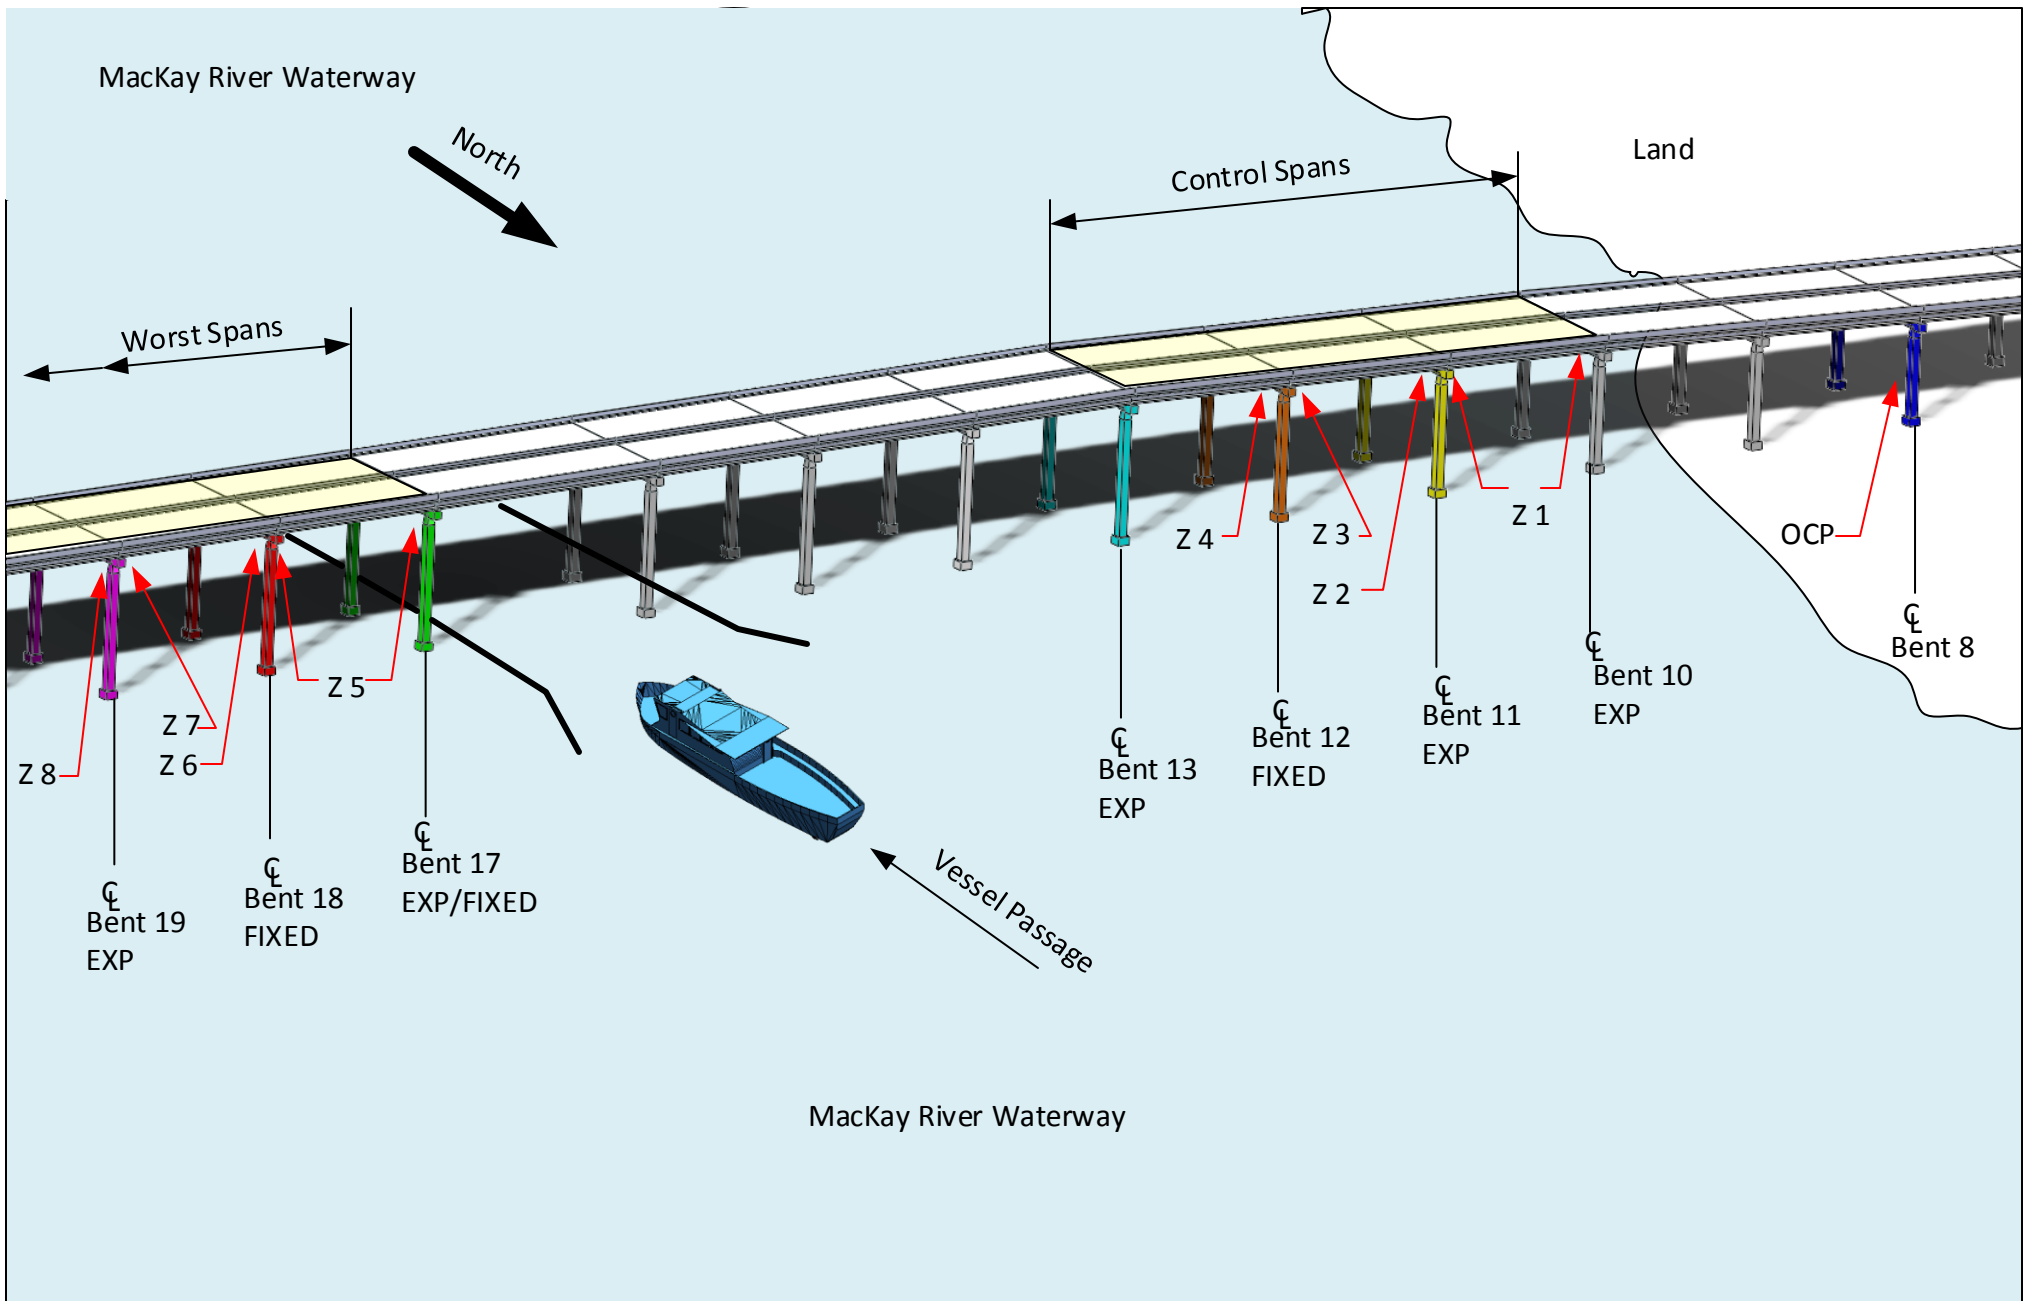 MacKay River Waterway
North
Land
Control Spans
Worst Spans
Z 1
Z 4
Z 3
OCP
Z 2
℄
Bent 8
℄
Bent 10
EXP
Z 5
℄
Bent 11
EXP
Z 7
℄
Bent 12
FIXED
Z 6
Z 8
℄
Bent 13
EXP
℄
Bent 17
EXP/FIXED
℄
Bent 18
FIXED
℄
Bent 19
EXP
Vessel Passage
MacKay River Waterway